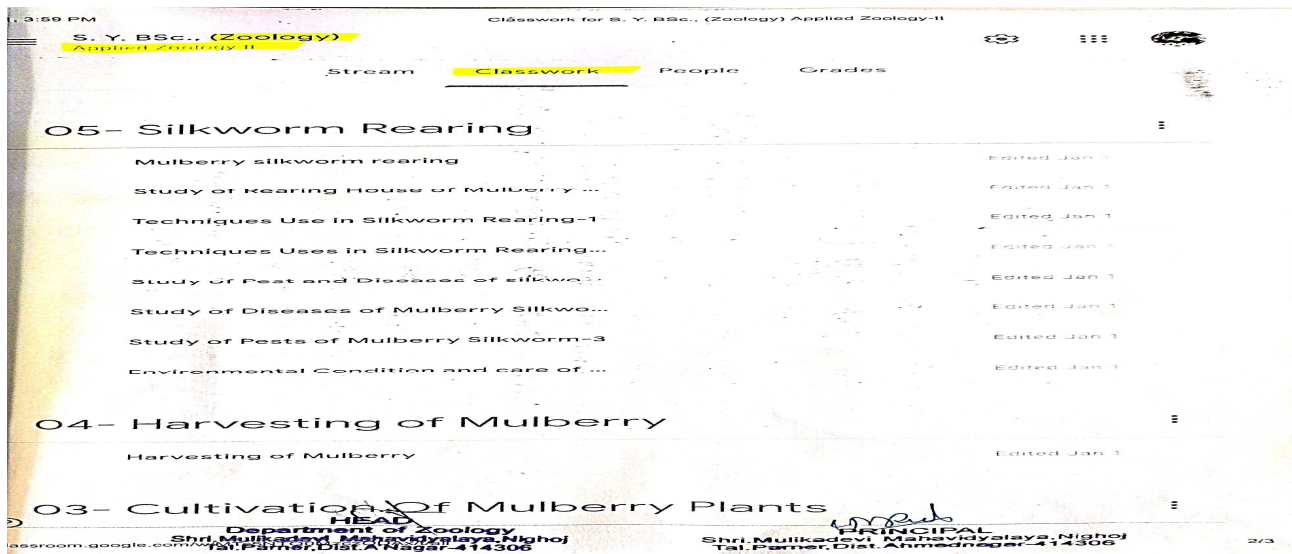 3:59 PM Classwork for S. Y. BSc., (Zoology) Applied Zoology-II
S. Y. BSc., (Zoology)
Applied Zoology II
Stream Classwork People Grades
05- Silkworm Rearing
Mulberry silkworm rearing Edited Jan 1
Study of Rearing House of Mulberry ... Edited Jan 1
Techniques Use in Silkworm Rearing-1 Edited Jan 1
Techniques Uses in Silkworm Rearing... Edited Jan 1
Study of Pest and Diseases of silkwo... Edited Jan 1
Study of Diseases of Mulberry Silkwo... Edited Jan 1
Study of Pests of Mulberry Silkworm-3 Edited Jan 1
Environmental Condition and care of ... Edited Jan 1
04- Harvesting of Mulberry
Harvesting of Mulberry Edited Jan 1
03- Cultivation Of Mulberry Plants
HEAD
Department of Zoology
Shri.Mulikadevi Mahavidyalaya,Nighoj
Tal.Parner,Dist.A'Nagar-414306
PRINCIPAL
Shri.Mulikadevi Mahavidyalaya,Nighoj
Tal.Parner,Dist.Ahmednagar-414306
assroom.google.com/w/ 2/3